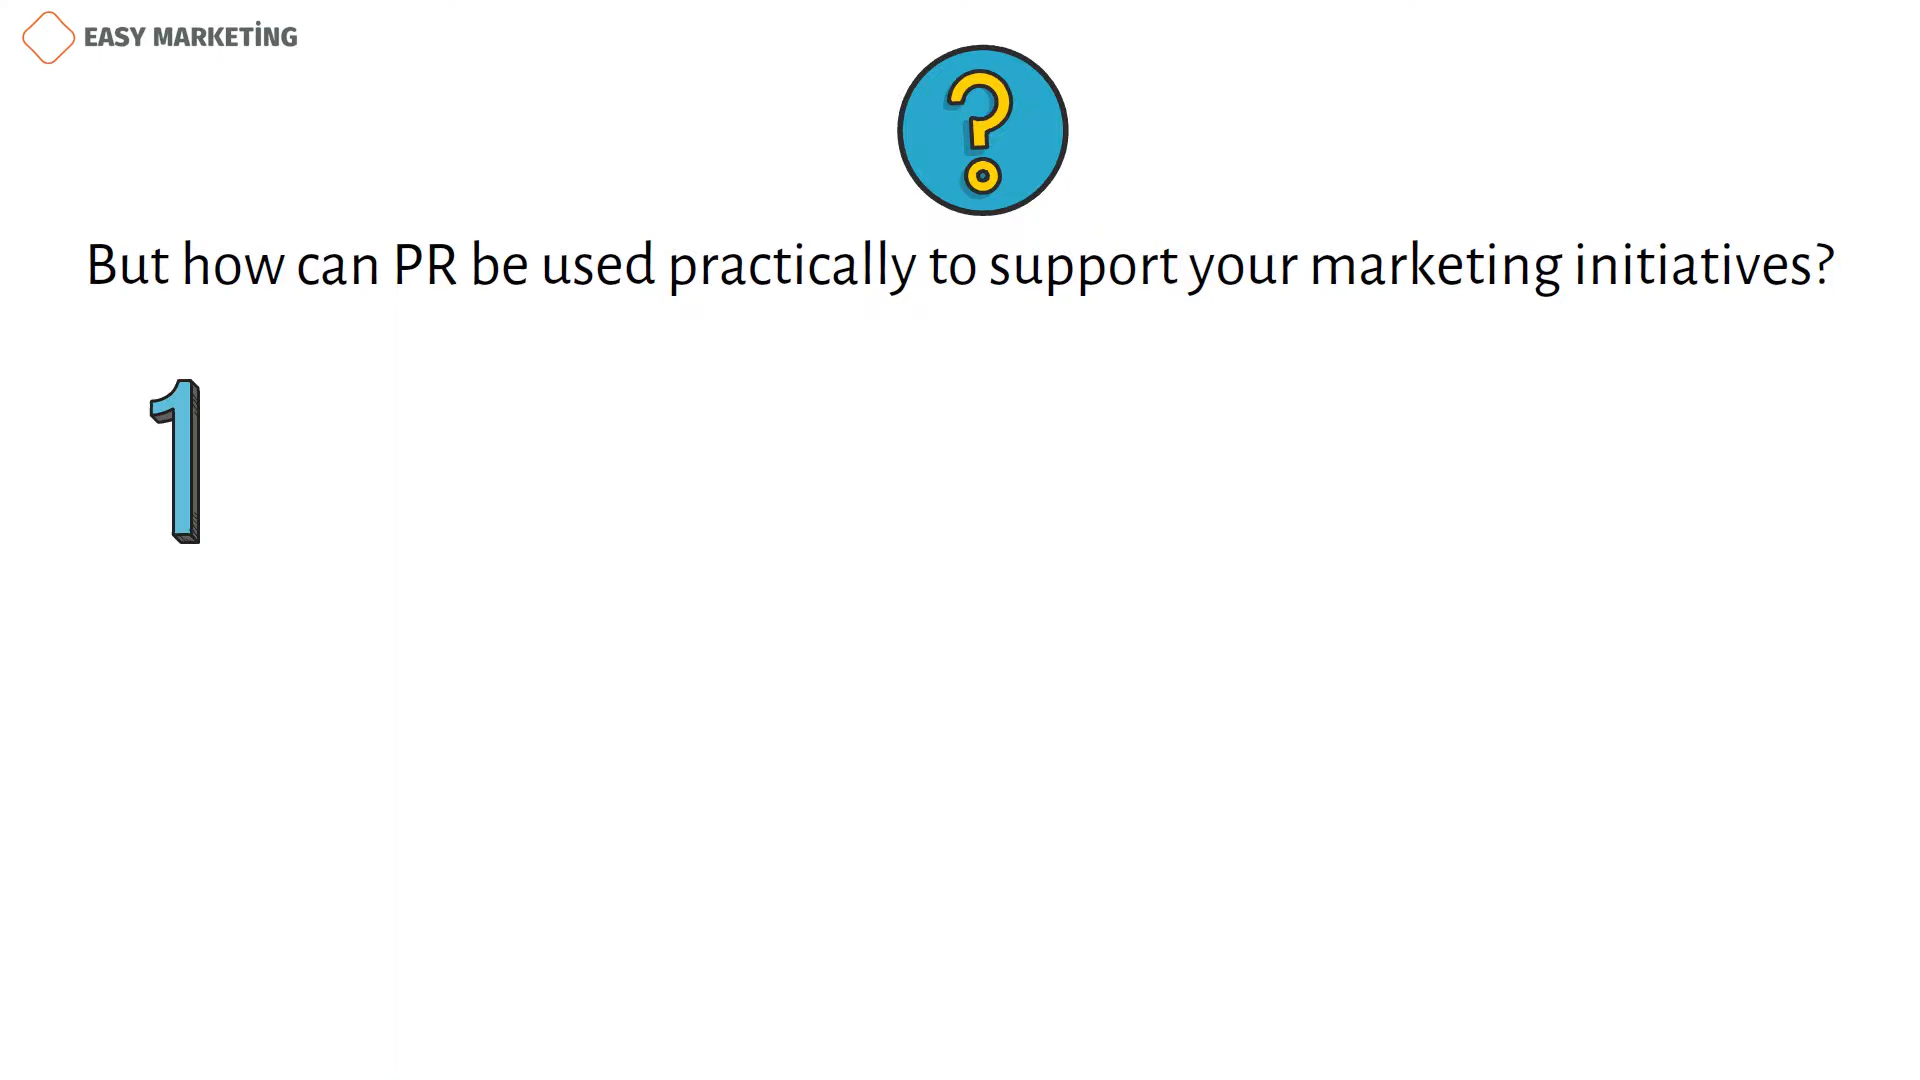 EASY MARKETİNG
?
But how can PR be used practically to support your marketing initiatives?
1